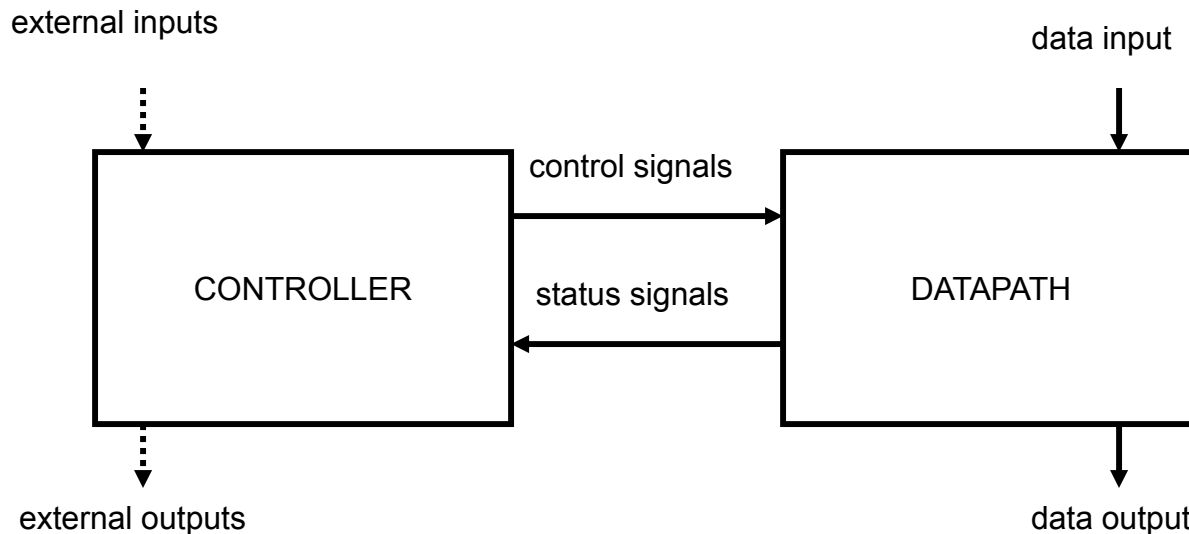 external inputs
data input
control signals
CONTROLLER
status signals
DATAPATH
external outputs
data output